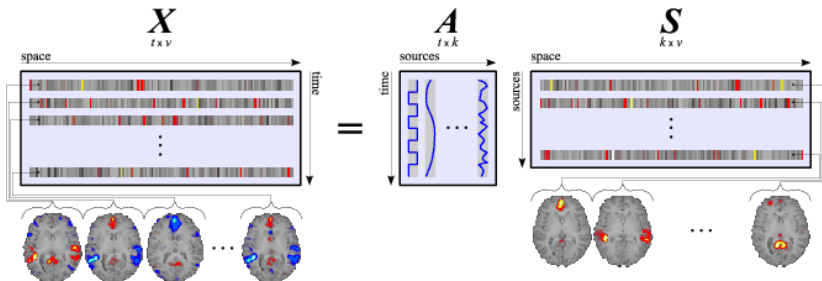 X
t x v
space
time
=
A
t x k
sources
time
...
S
k x v
space
sources
...
...